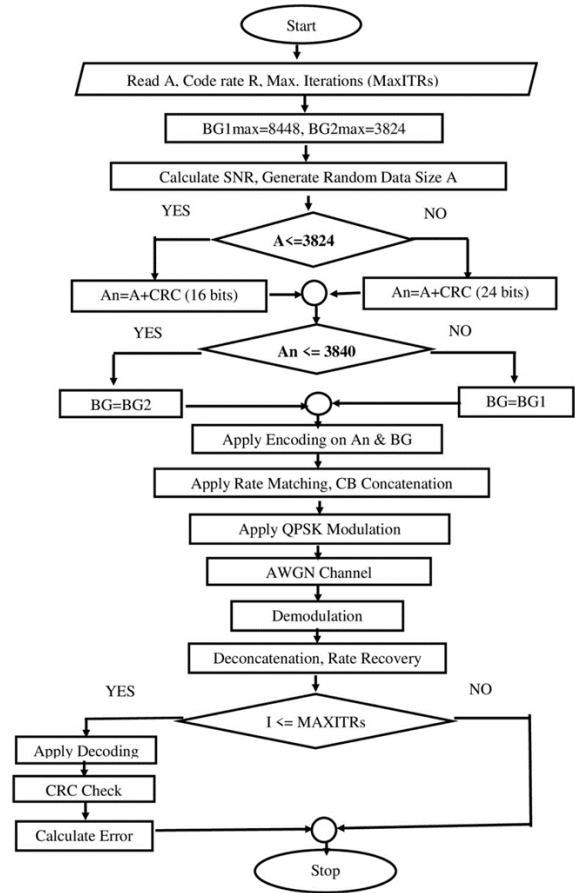 Start
Read A, Code rate R, Max. Iterations (MaxITRs)
BG1max=8448, BG2max=3824
Calculate SNR, Generate Random Data Size A
YES
NO
A<=3824
An=A+CRC (16 bits)
An=A+CRC (24 bits)
YES
NO
An <= 3840
BG=BG2
BG=BG1
Apply Encoding on An & BG
Apply Rate Matching, CB Concatenation
Apply QPSK Modulation
AWGN Channel
Demodulation
Deconcatenation, Rate Recovery
YES
NO
I <= MAXITRs
Apply Decoding
CRC Check
Calculate Error
Stop